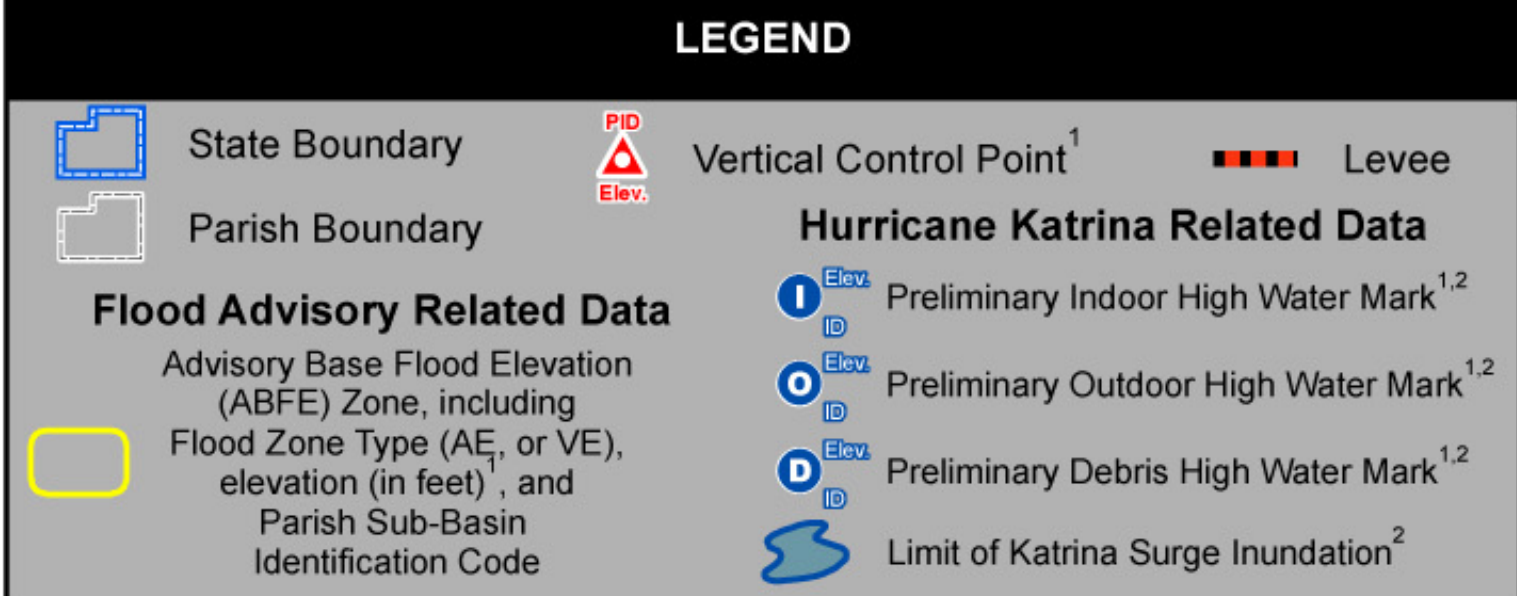 LEGEND
State Boundary
PID
Elev.
Vertical Control Point1
Levee
Parish Boundary
Flood Advisory Related Data
Advisory Base Flood Elevation
(ABFE) Zone, including
Flood Zone Type (AE, or VE),
elevation (in feet)1, and
Parish Sub-Basin
Identification Code
Hurricane Katrina Related Data
I Elev.
ID
Preliminary Indoor High Water Mark1,2
O Elev.
ID
Preliminary Outdoor High Water Mark1,2
D Elev.
ID
Preliminary Debris High Water Mark1,2
Limit of Katrina Surge Inundation2